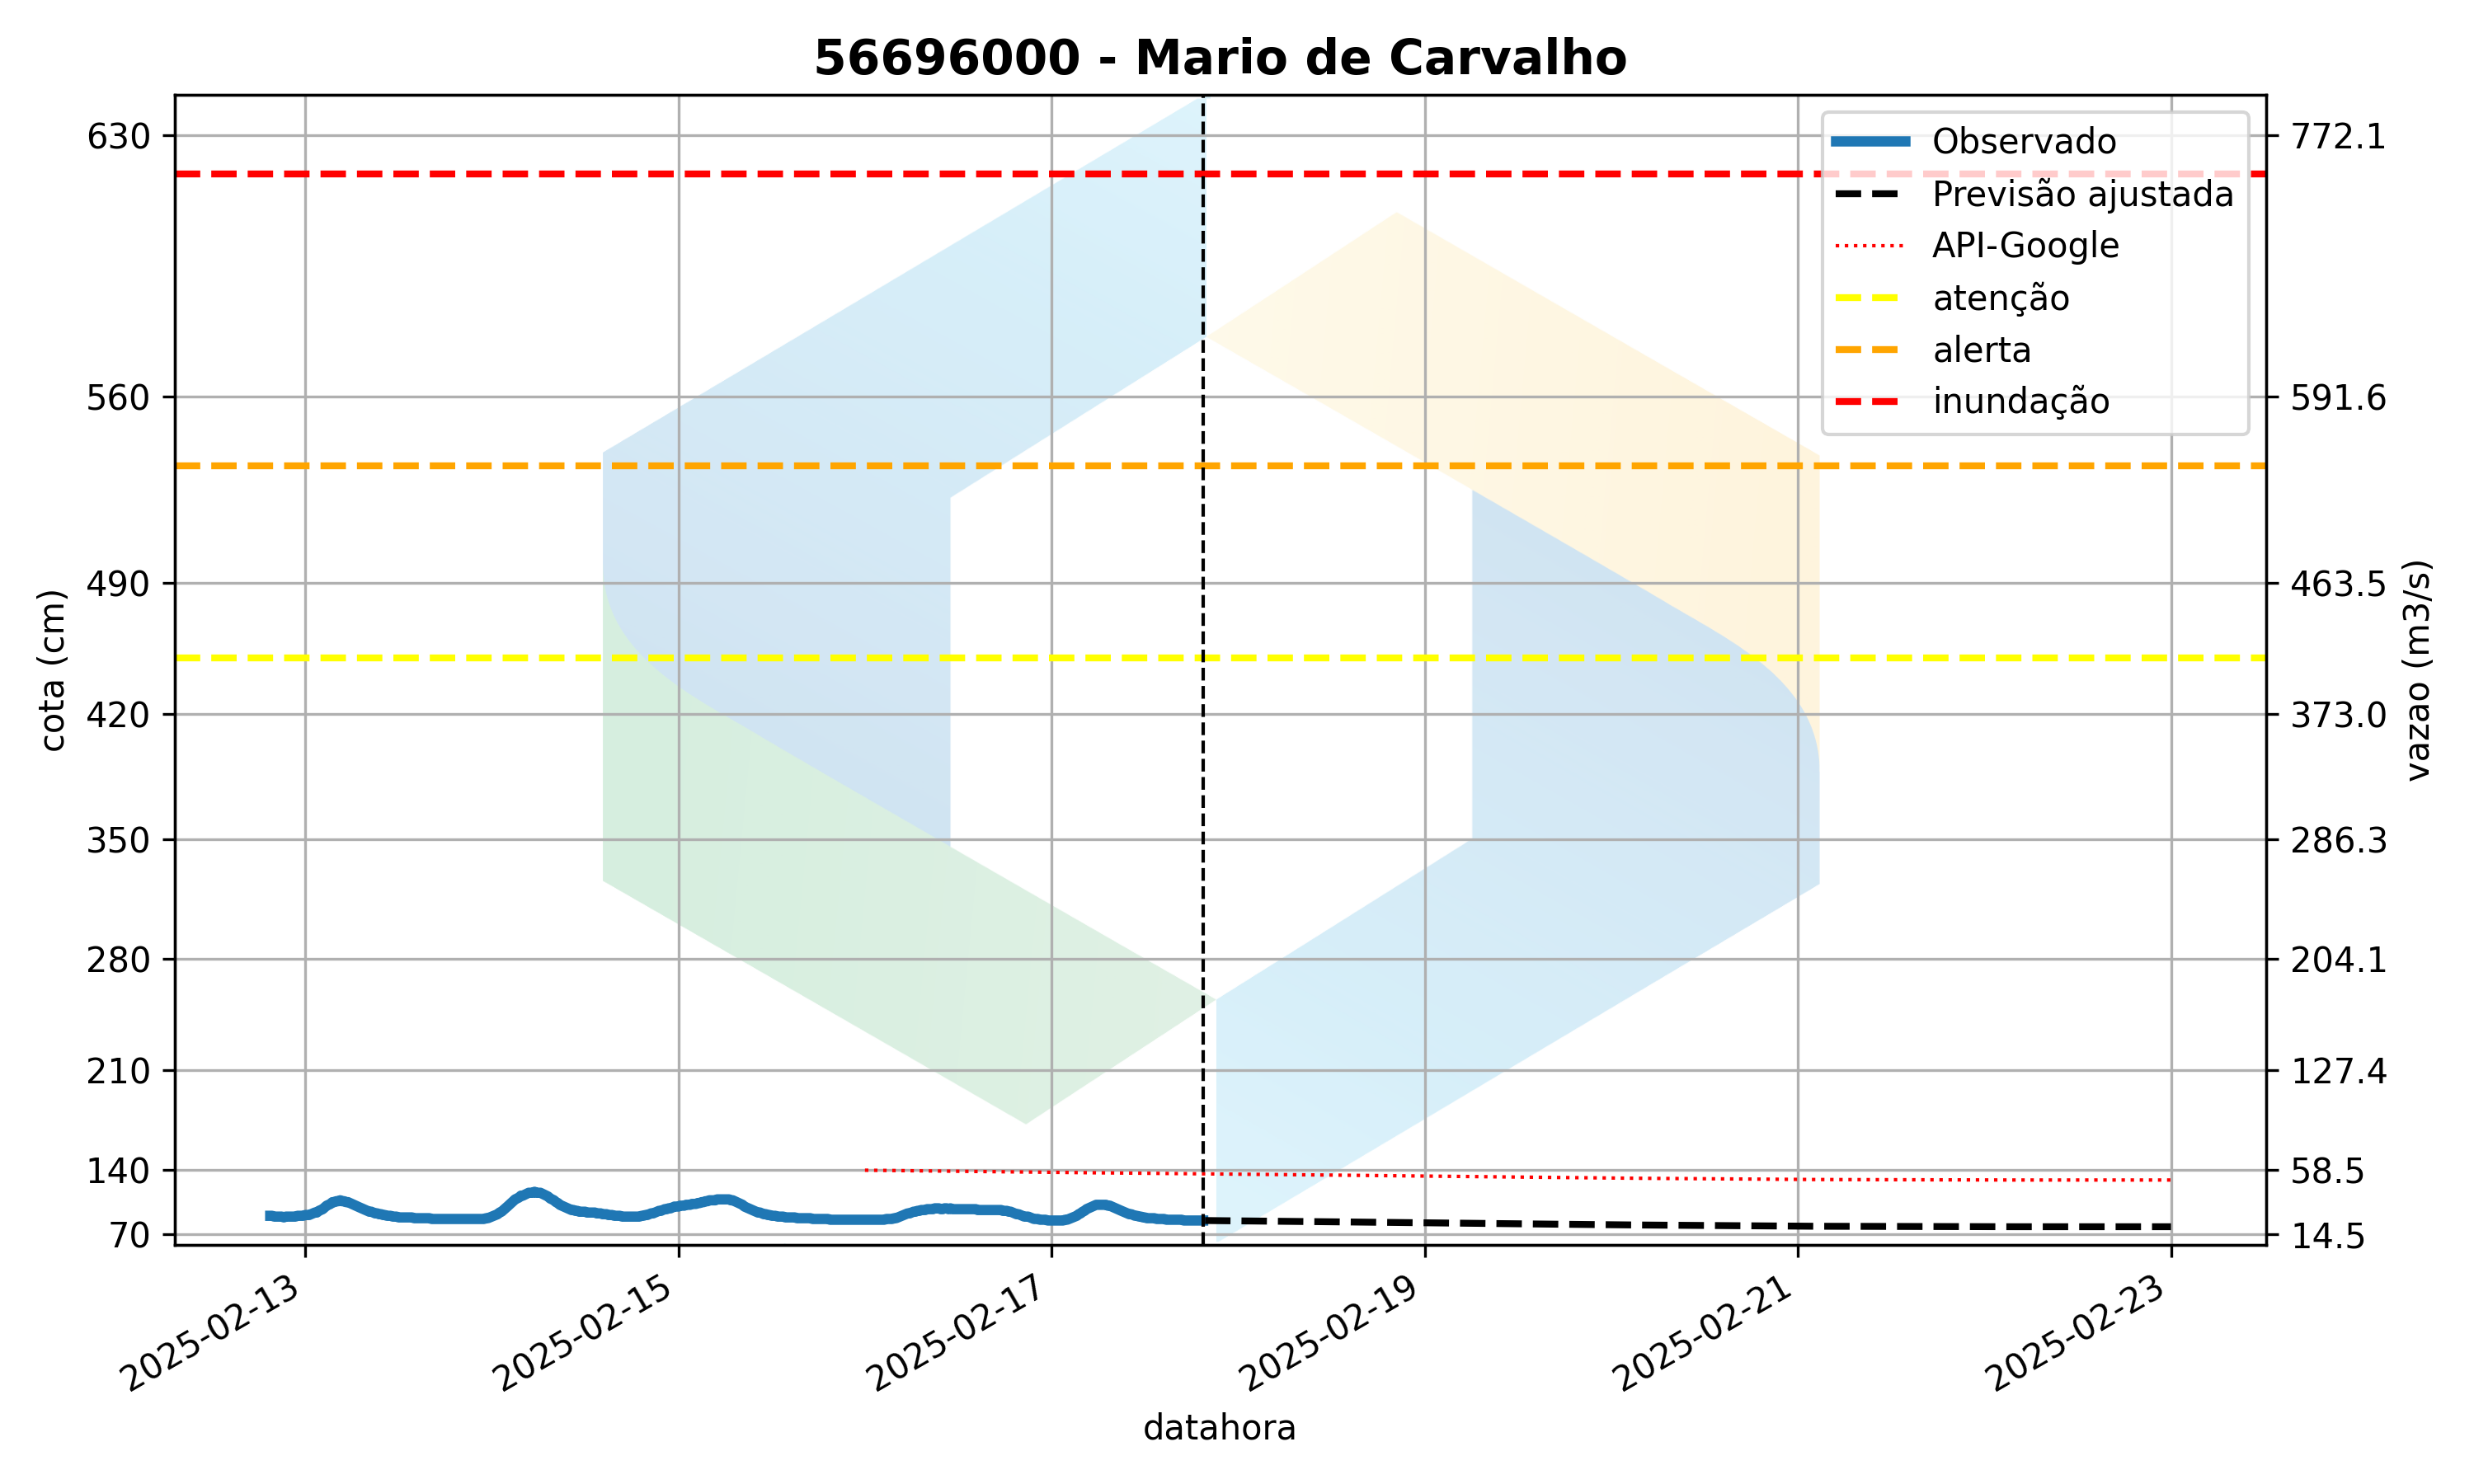 56696000 - Mario de Carvalho
630
560
490
420
350
280
210
140
70
cota (cm)
772.1
591.6
463.5
373.0
286.3
204.1
127.4
58.5
14.5
vazao (m3/s)
Observado
Previsão ajustada
API-Google
atenção
alerta
inundação
2025-02-13
2025-02-15
2025-02-17
2025-02-19
2025-02-21
2025-02-23
datahora